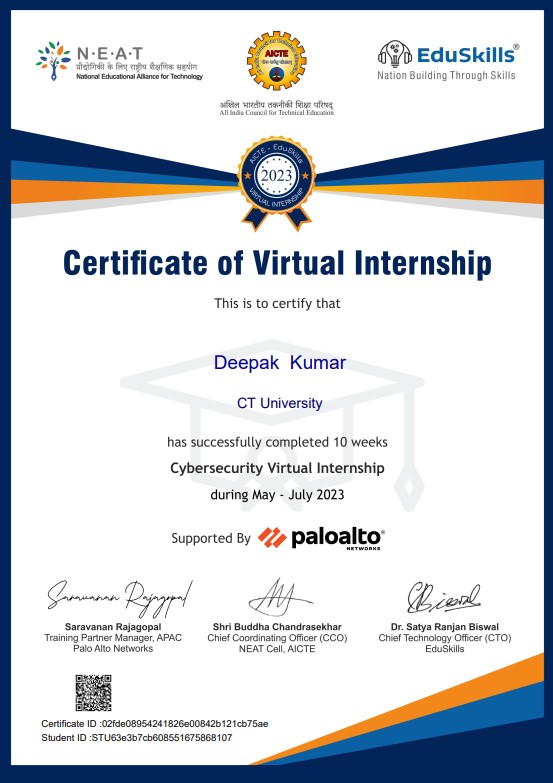 N·E·A·T
प्रौद्योगिकी के लिए राष्ट्रीय शैक्षणिक सहयोग
National Educational Alliance for Technology
AICTE
अखिल भारतीय तकनीकी शिक्षा परिषद्
All India Council for Technical Education
EduSkills®
Nation Building Through Skills
AICTE - EduSkills
2023
VIRTUAL INTERNSHIP
Certificate of Virtual Internship
This is to certify that
Deepak Kumar
CT University
has successfully completed 10 weeks
Cybersecurity Virtual Internship
during May - July 2023
Supported By paloalto®
NETWORKS
Saravanan Rajagopal
Saravanan Rajagopal
Training Partner Manager, APAC
Palo Alto Networks
Shri Buddha Chandrasekhar
Chief Coordinating Officer (CCO)
NEAT Cell, AICTE
Dr. Satya Ranjan Biswal
Chief Technology Officer (CTO)
EduSkills
Certificate ID :02fde08954241826e00842b121cb75ae
Student ID :STU63e3b7cb608551675868107